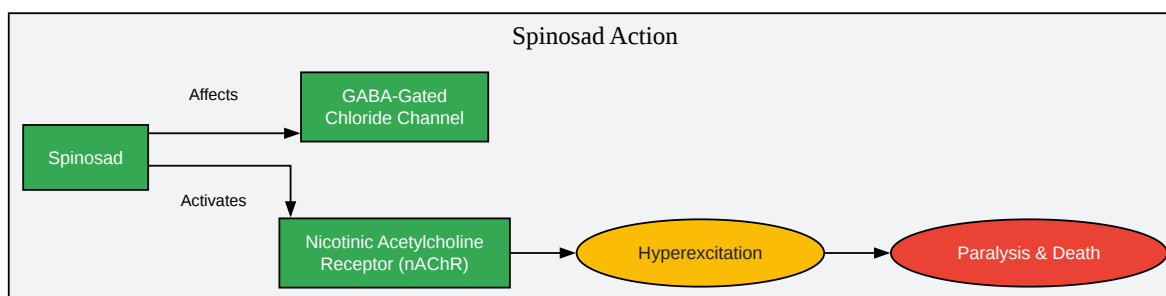 Spinosad Action
Affects
GABA-Gated
Chloride Channel
Spinosad
Activates
Nicotinic Acetylcholine
Receptor (nAChR)
Hyperexcitation
Paralysis & Death